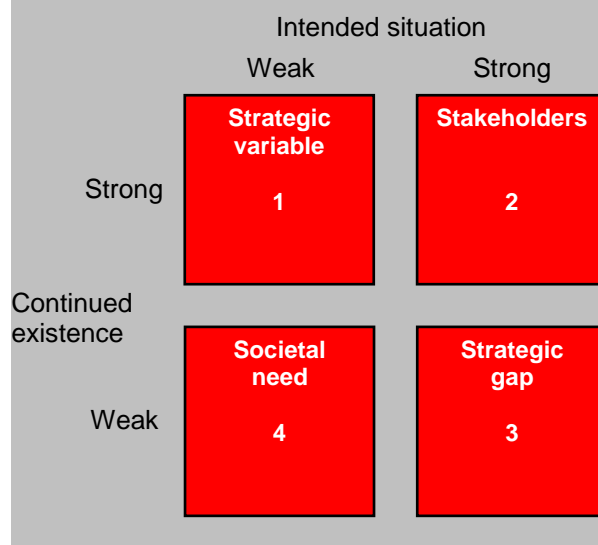 Intended situation
Weak
Strong
Strategic
variable
1
Stakeholders
2
Strong
Continued
existence
Societal
need
4
Strategic
gap
3
Weak